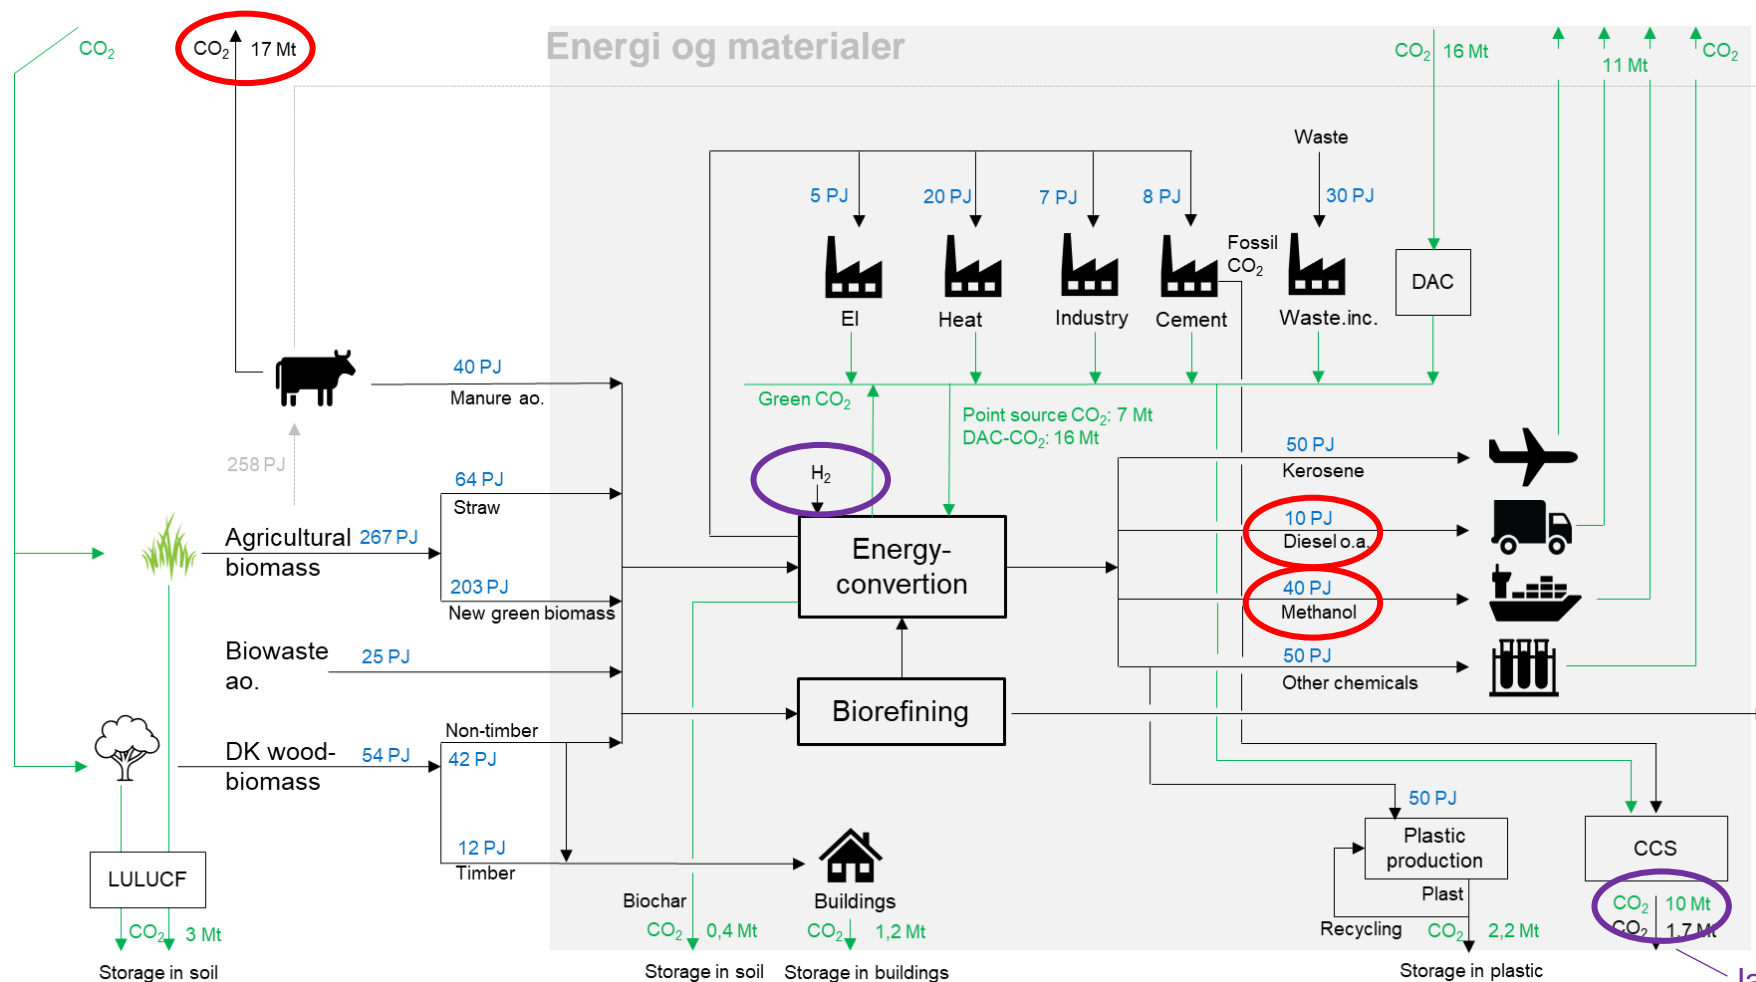 CO2
CO2 17 Mt
Energi og materialer
CO2 16 Mt
11 Mt
CO2
Waste
5 PJ
20 PJ
7 PJ
8 PJ
30 PJ
Fossil
CO2
DAC
El
Heat
Industry
Cement
Waste.inc.
40 PJ
Manure ao.
Green CO2
Point source CO2: 7 Mt
DAC-CO2: 16 Mt
258 PJ
H2
50 PJ
Kerosene
64 PJ
Straw
10 PJ
Diesel o.a.
Agricultural
biomass
267 PJ
Energy-
convertion
203 PJ
New green biomass
40 PJ
Methanol
Biowaste
ao.
25 PJ
50 PJ
Other chemicals
Biorefining
Non-timber
42 PJ
DK wood-
biomass
54 PJ
50 PJ
Plastic
production
CCS
12 PJ
Timber
LULUCF
Buildings
Biochar
Plast
Recycling
CO2 3 Mt
CO2 0,4 Mt
CO2 1,2 Mt
CO2 2,2 Mt
CO2 10 Mt
CO2 1,7 Mt
Storage in soil
Storage in soil
Storage in buildings
Storage in plastic